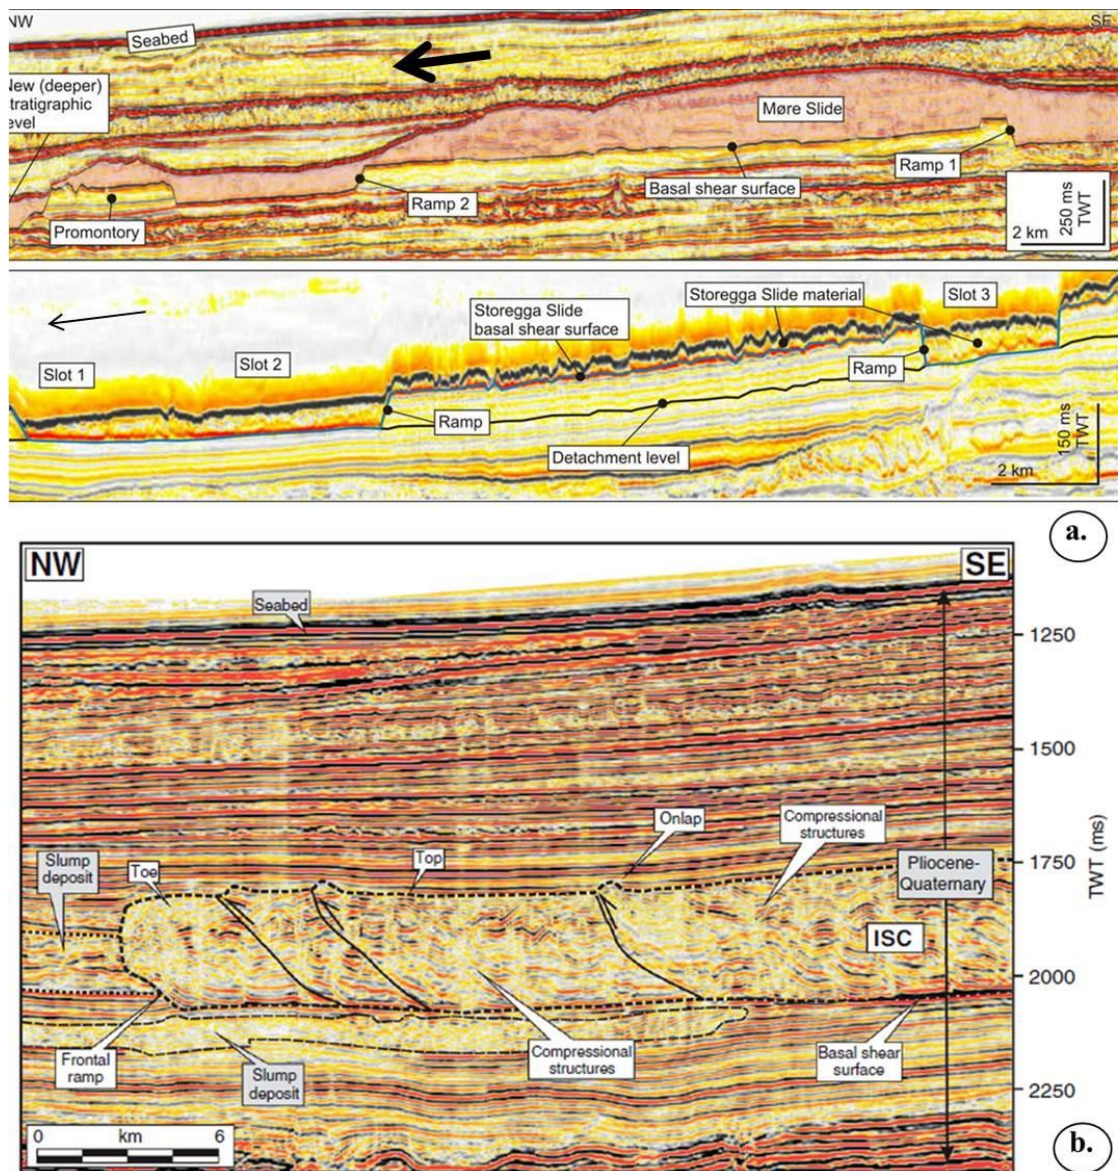 NW
SE
Seabed
New (deeper)
stratigraphic
level
Møre Slide
Ramp 1
Basal shear surface
Ramp 2
Promontory
2 km
250 ms
TWT
Storegga Slide
basal shear surface
Storegga Slide material
Slot 3
Slot 1
Slot 2
Ramp
Ramp
Detachment level
2 km
150 ms
TWT
a.
NW
SE
Seabed
1250
1500
Onlap
Compressional
structures
Slump
deposit
Toe
Top
1750
Pliocene-
Quaternary
TWT (ms)
ISC
2000
Frontal
ramp
Slump
deposit
Compressional
structures
Basal shear
surface
2250
0 km 6
b.